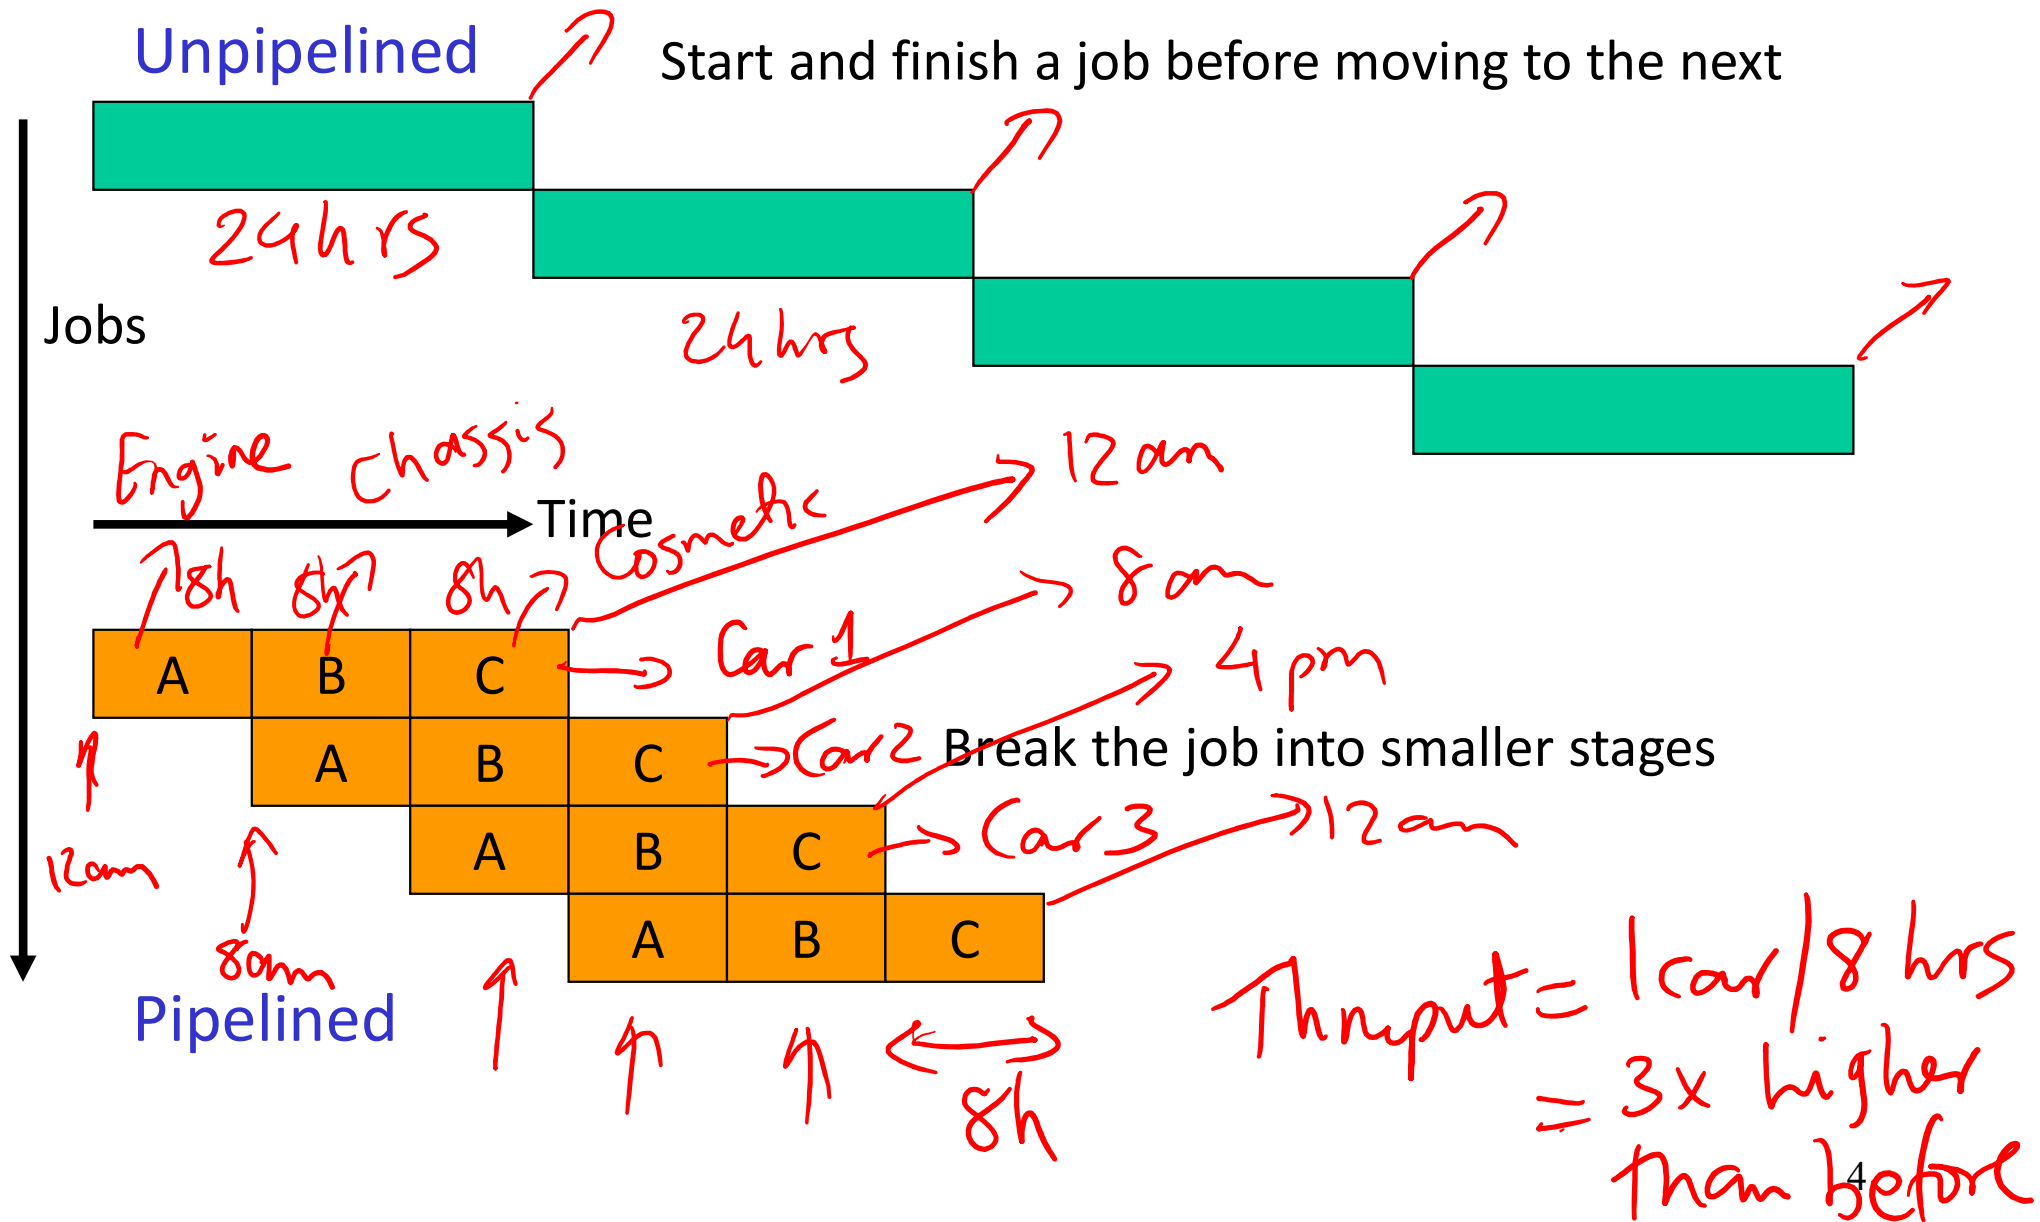 Unpipelined
Start and finish a job before moving to the next
24hrs
Jobs
24hrs
Engine
Chassis
12am
Time
Cosmetic
8h
8h
8h
8am
A
B
C
Car 1
4pm
A
B
C
Car2
Break the job into smaller stages
12am
A
B
C
Car 3
12am
8am
A
B
C
Pipelined
Thruput = 1car/8 hrs
= 3x higher
than before
8h
4